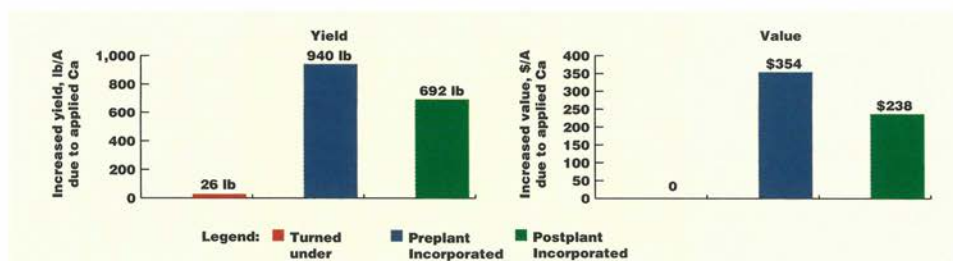 Yield
Increased yield, lb/A
due to applied Ca
1,000
800
600
400
200
0
26 lb
940 lb
692 lb
Value
Increased value, $/A
due to applied Ca
400
350
300
250
200
150
100
50
0
0
$354
$238
Legend:
Turned
under
Preplant
Incorporated
Postplant
Incorporated